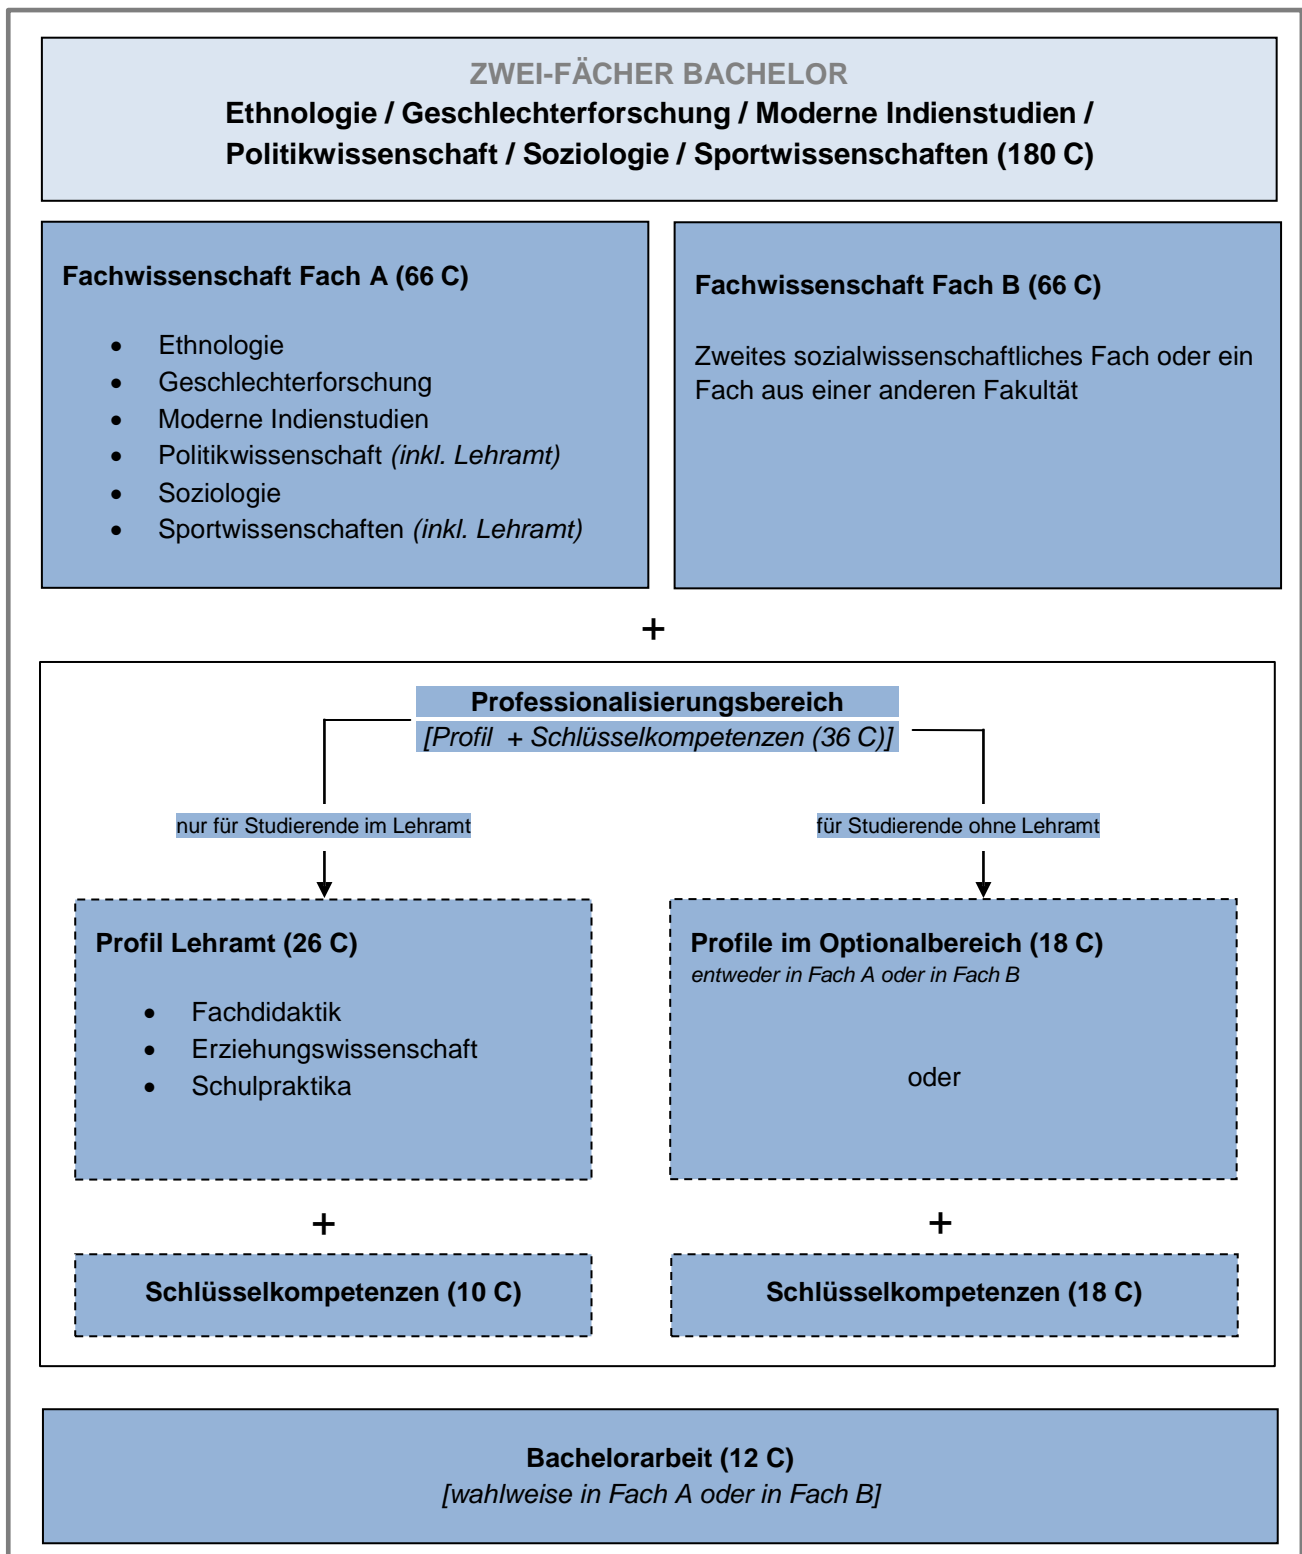 ZWEI-FÄCHER BACHELOR
Ethnologie / Geschlechterforschung / Moderne Indienstudien /
Politikwissenschaft / Soziologie / Sportwissenschaften (180 C)
Fachwissenschaft Fach A (66 C)
• Ethnologie
• Geschlechterforschung
• Moderne Indienstudien
• Politikwissenschaft (inkl. Lehramt)
• Soziologie
• Sportwissenschaften (inkl. Lehramt)
Fachwissenschaft Fach B (66 C)
Zweites sozialwissenschaftliches Fach oder ein
Fach aus einer anderen Fakultät
+
Professionalisierungsbereich
[Profil + Schlüsselkompetenzen (36 C)]
nur für Studierende im Lehramt
für Studierende ohne Lehramt
Profil Lehramt (26 C)
• Fachdidaktik
• Erziehungswissenschaft
• Schulpraktika
Profile im Optionalbereich (18 C)
entweder in Fach A oder in Fach B
oder
+
+
Schlüsselkompetenzen (10 C)
Schlüsselkompetenzen (18 C)
Bachelorarbeit (12 C)
[wahlweise in Fach A oder in Fach B]